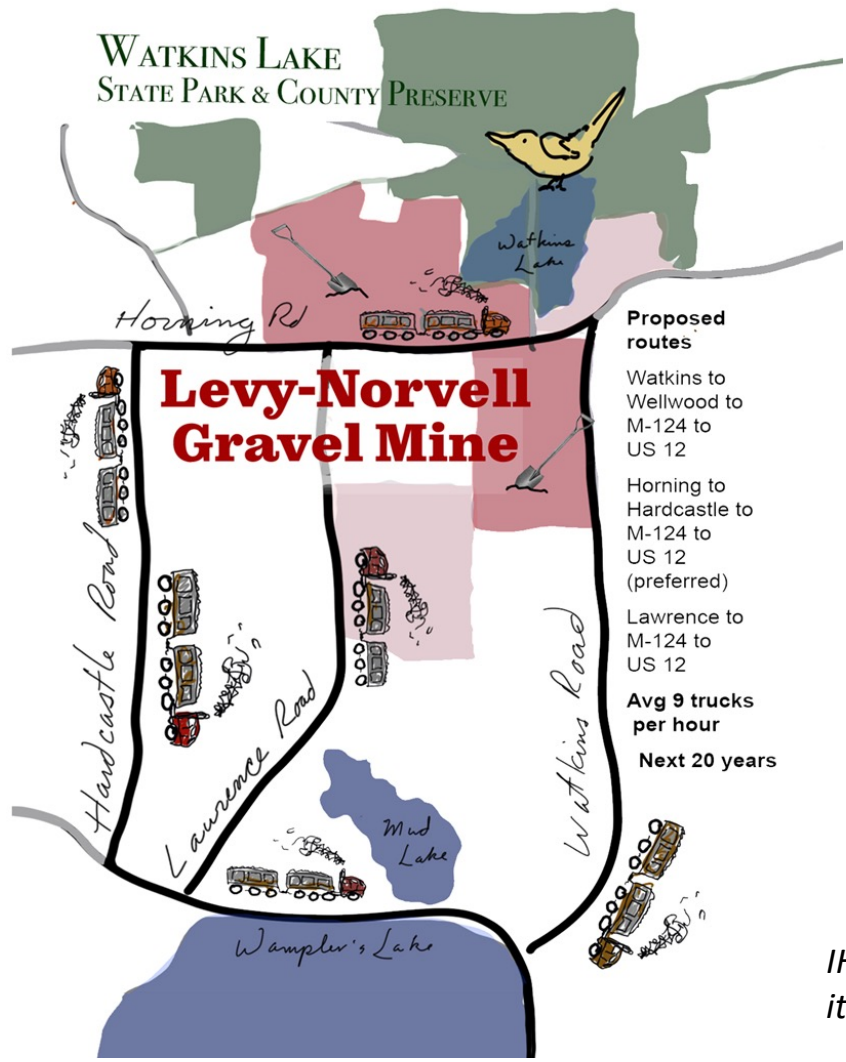 WATKINS LAKE
STATE PARK & COUNTY PRESERVE
Watkins
Lake
Horning Rd
Levy-Norvell
Gravel Mine
Proposed
routes
Watkins to
Wellwood to
M-124 to
US 12
Horning to
Hardcastle to
M-124 to
US 12
(preferred)
Lawrence to
M-124 to
US 12
Avg 9 trucks
per hour
Next 20 years
Hardcastle Road
Lawrence Road
Watkins Road
Mud
Lake
Wampler's Lake
it